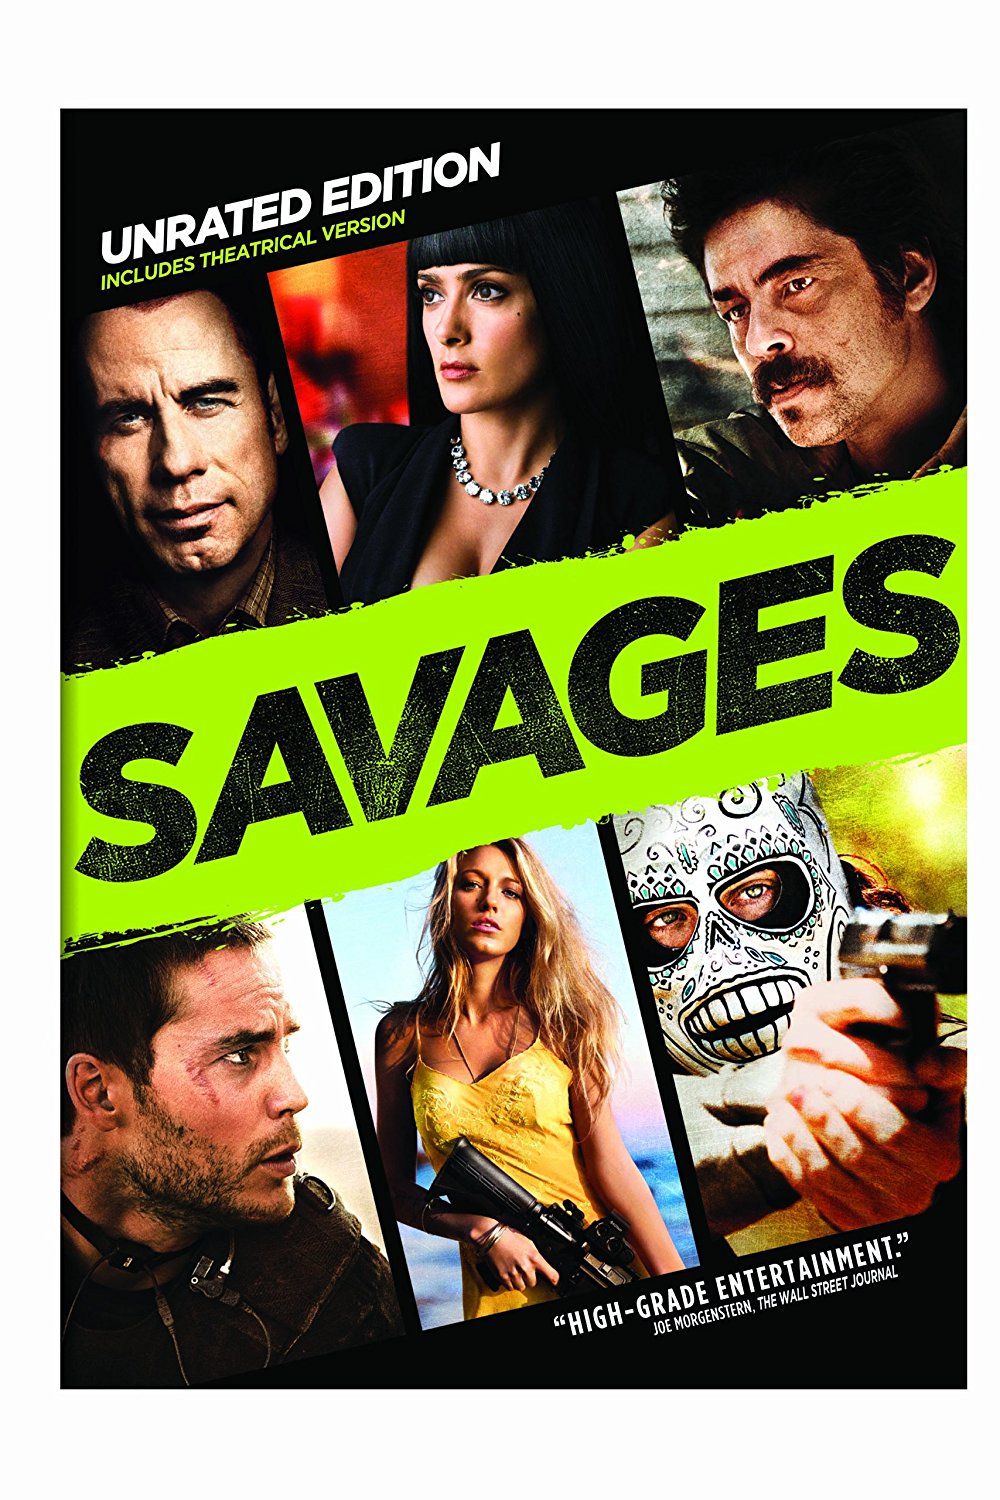 UNRATED EDITION
INCLUDES THEATRICAL VERSION
SAVAGES
“HIGH-GRADE ENTERTAINMENT.”
JOE MORGENSTERN, THE WALL STREET JOURNAL